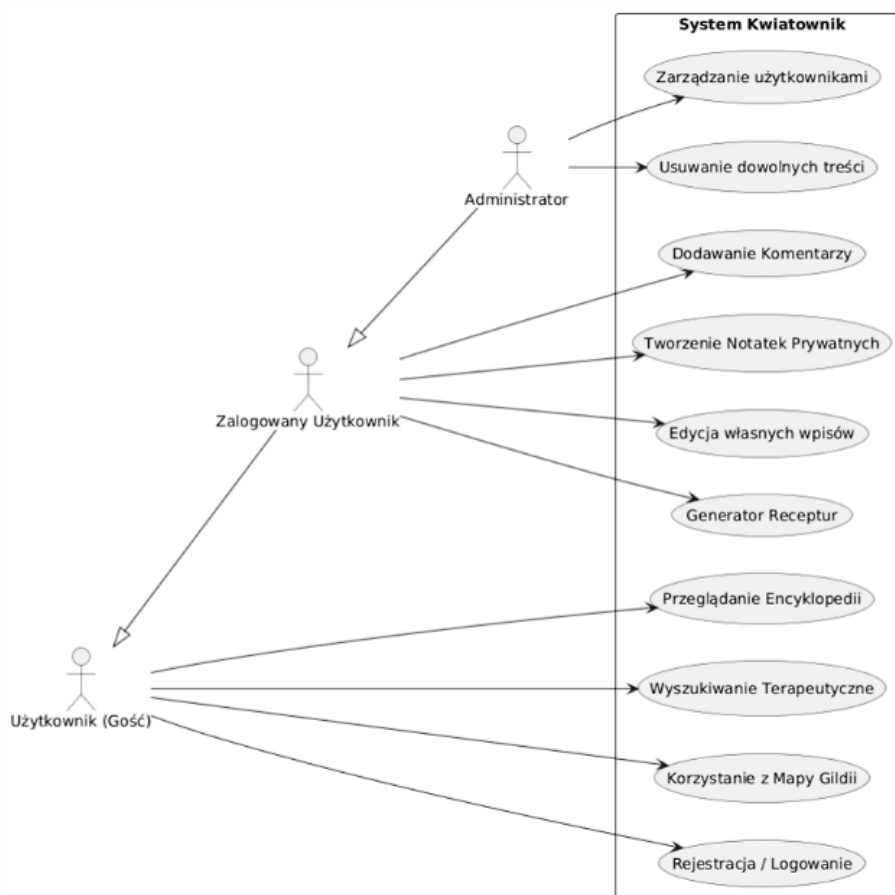 System Kwiatownik
Zarządzanie użytkownikami
Administrator
Usuwanie dowolnych treści
Dodawanie Komentarzy
Tworzenie Notatek Prywatnych
Zalogowany Użytkownik
Edycja własnych wpisów
Generator Receptur
Przeglądanie Encyklopedii
Wyszukiwanie Terapeutyczne
Użytkownik (Gość)
Korzystanie z Mapy Gildii
Rejestracja / Logowanie